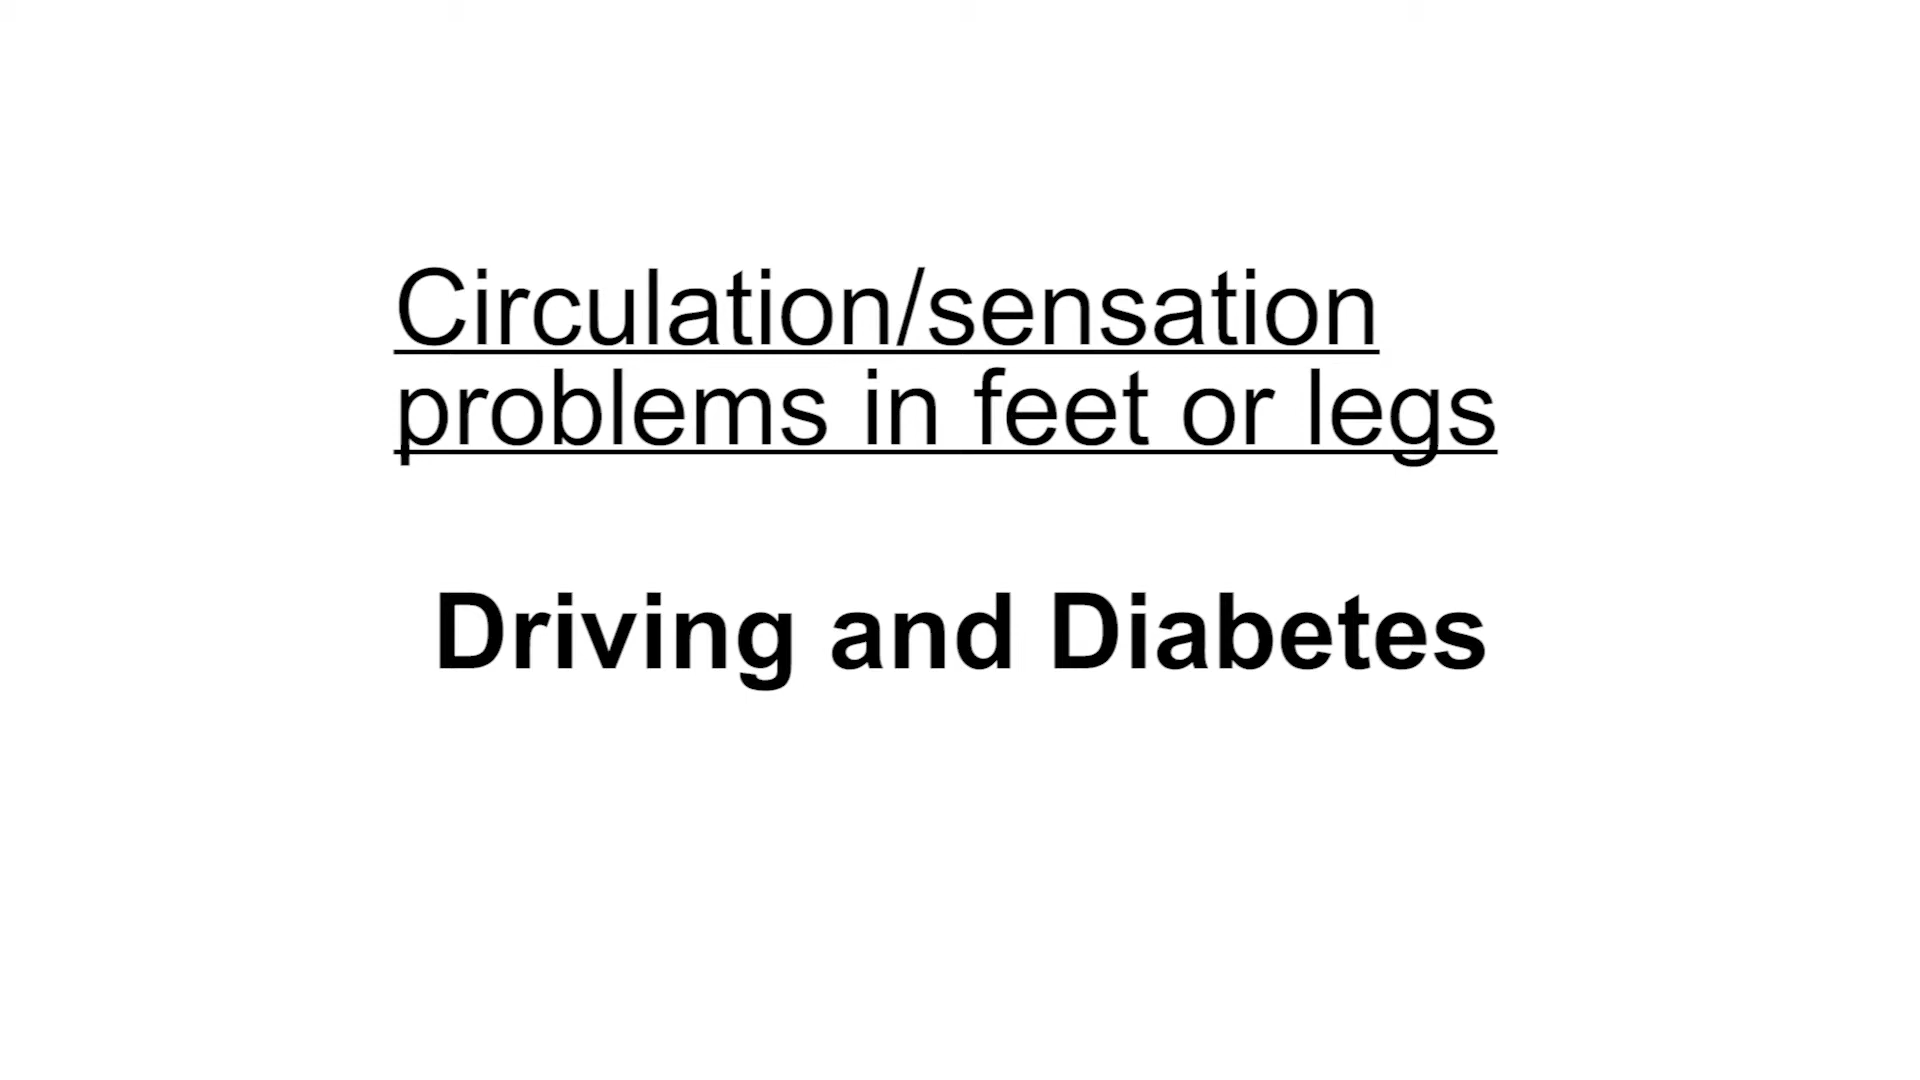 Circulation/sensation
problems in feet or legs
Driving and Diabetes